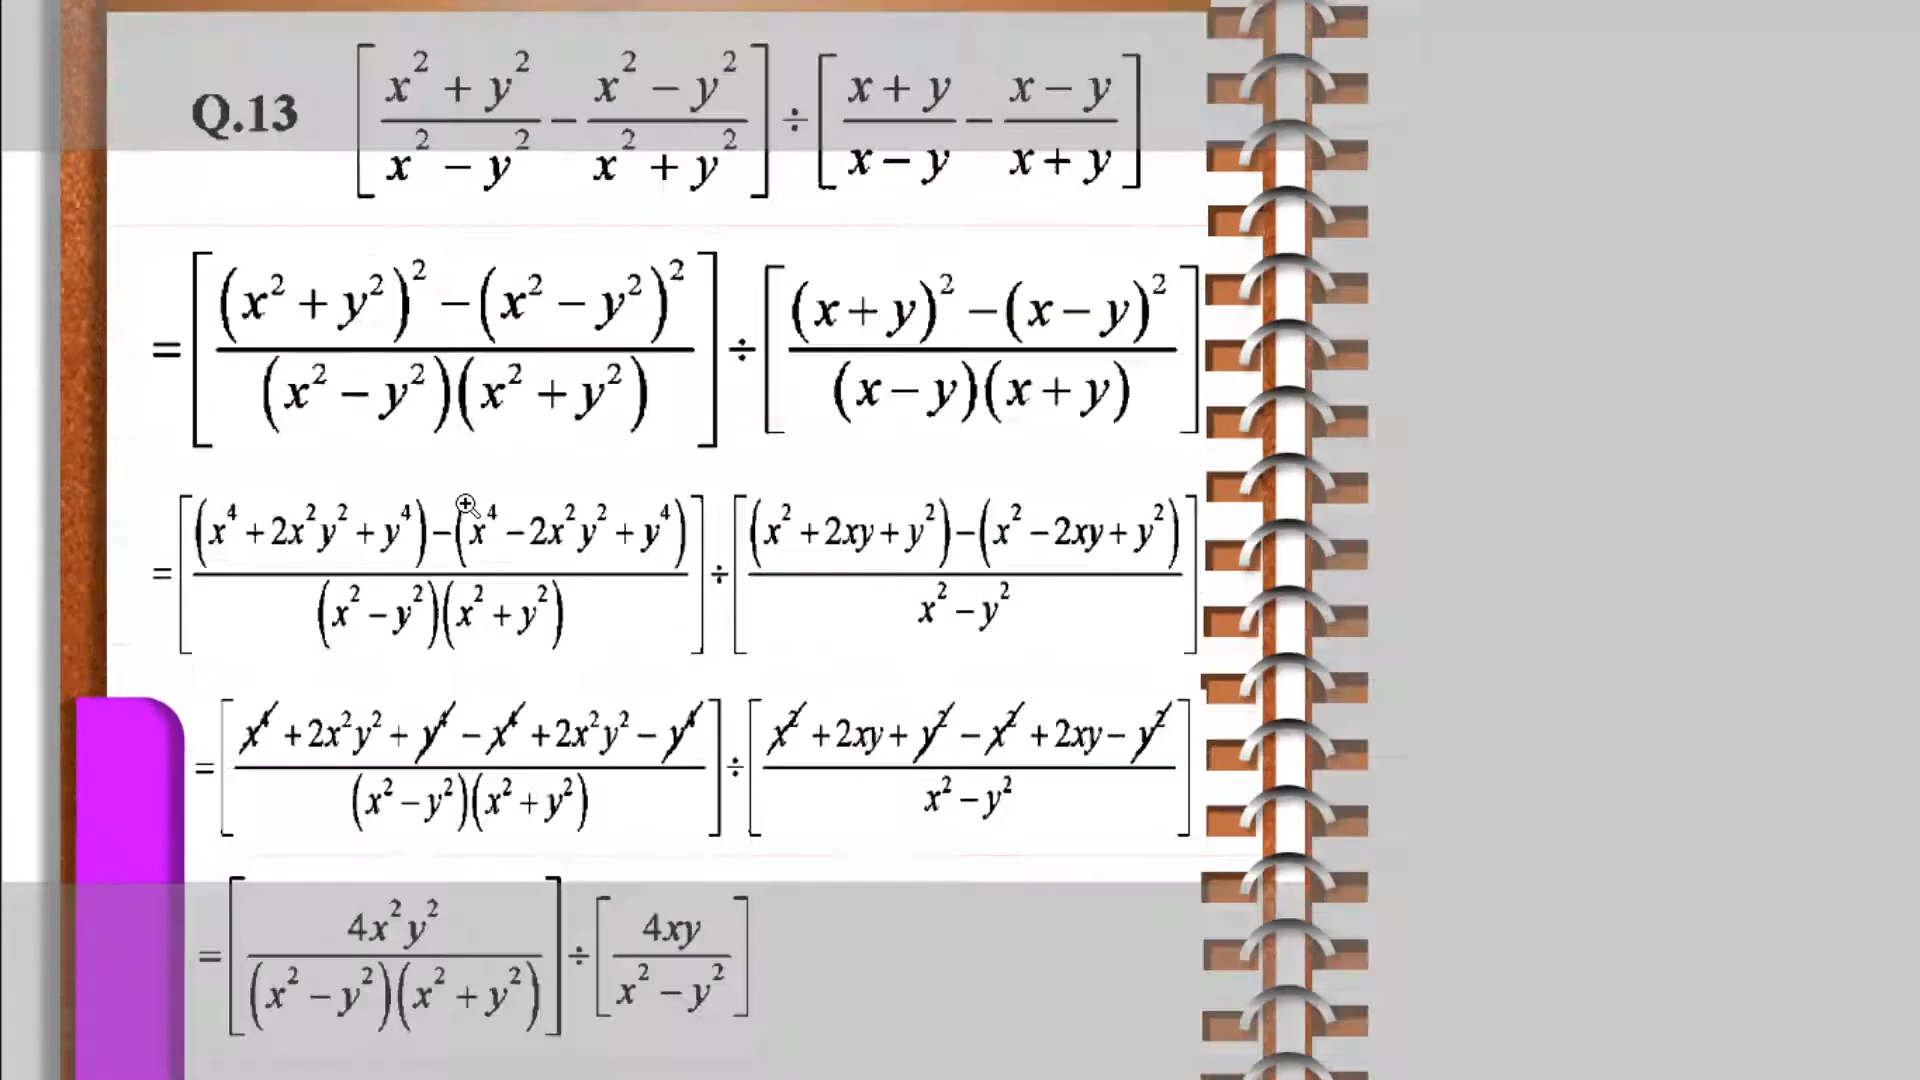 Q.13 [ (x² + y²)/(x² − y²) − (x² − y²)/(x² + y²) ] ÷ [ (x + y)/(x − y) − (x − y)/(x + y) ]
= [ ((x² + y²)² − (x² − y²)²)/((x² − y²)(x² + y²)) ] ÷ [ ((x + y)² − (x − y)²)/((x − y)(x + y)) ]
= [ ((x⁴ + 2x²y² + y⁴) − (x⁴ − 2x²y² + y⁴))/((x² − y²)(x² + y²)) ] ÷ [ ((x² + 2xy + y²) − (x² − 2xy + y²))/(x² − y²) ]
= [ (x⁴ + 2x²y² + y⁴ − x⁴ + 2x²y² − y⁴)/((x² − y²)(x² + y²)) ] ÷ [ (x² + 2xy + y² − x² + 2xy − y²)/(x² − y²) ]
= [ 4x²y²/((x² − y²)(x² + y²)) ] ÷ [ 4xy/(x² − y²) ]